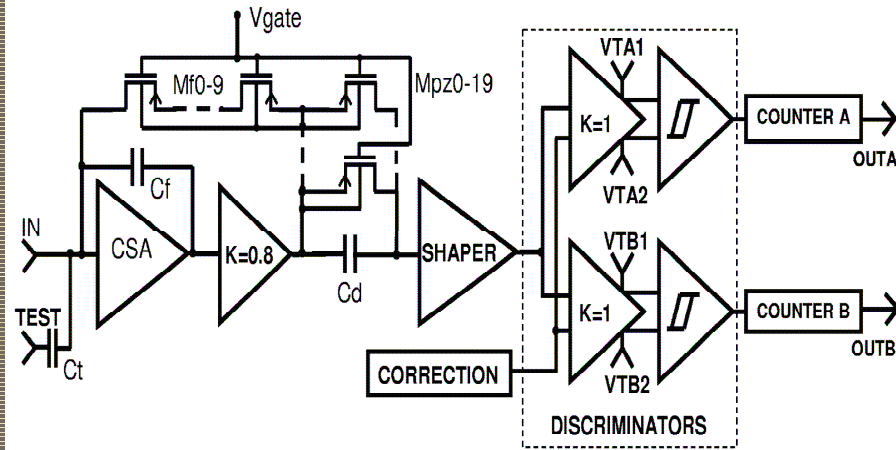 Vgate
Mf0-9
Mpz0-19
Cf
IN
CSA
K=0.8
Cd
SHAPER
TEST
Ct
CORRECTION
VTA1
K=1
VTA2
COUNTER A
OUTA
VTB1
K=1
VTB2
COUNTER B
OUTB
DISCRIMINATORS